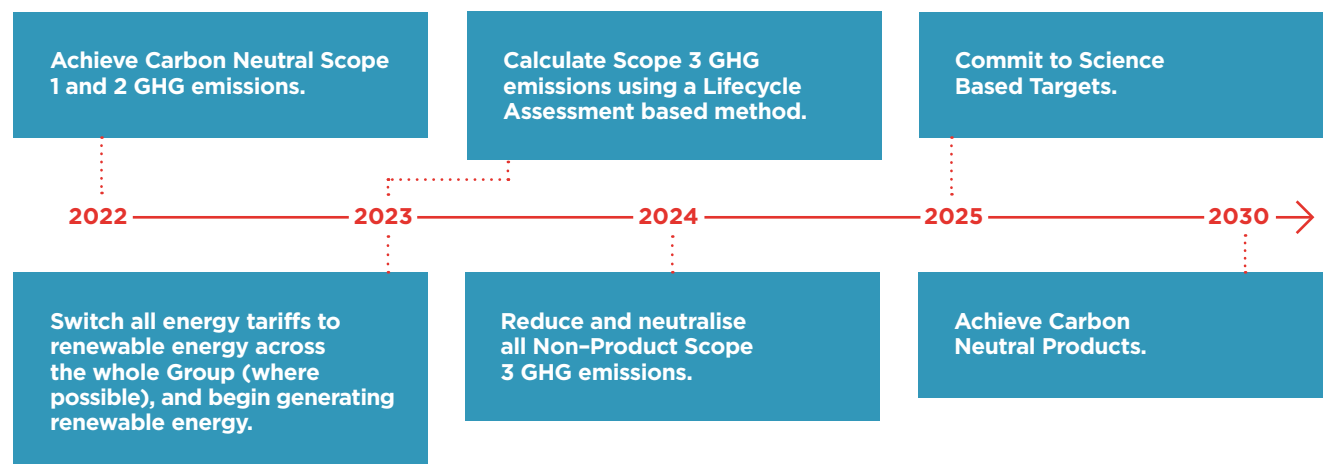 Achieve Carbon Neutral Scope
1 and 2 GHG emissions.
Calculate Scope 3 GHG
emissions using a Lifecycle
Assessment based method.
Commit to Science
Based Targets.
2022
2023
2024
2025
2030
Switch all energy tariffs to
renewable energy across
the whole Group (where
possible), and begin generating
renewable energy.
Reduce and neutralise
all Non–Product Scope
3 GHG emissions.
Achieve Carbon
Neutral Products.